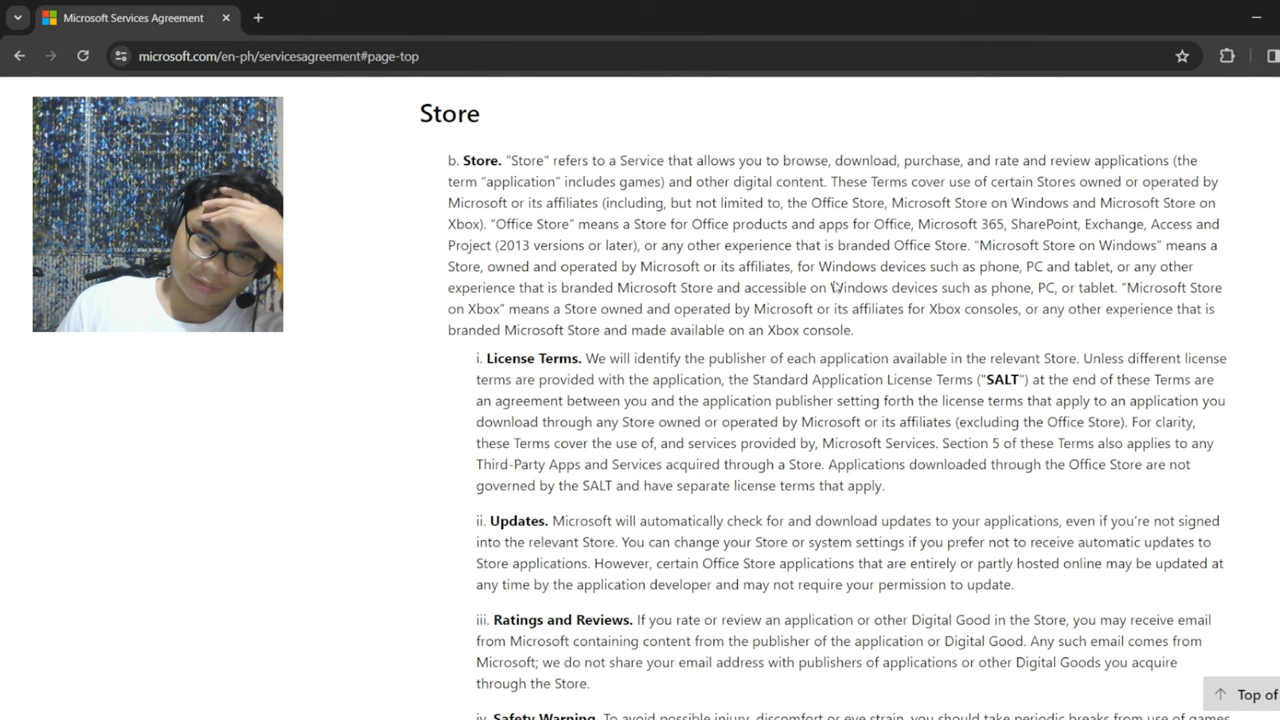 Microsoft Services Agreement
microsoft.com/en-ph/servicesagreement#page-top
Store
b. Store. "Store" refers to a Service that allows you to browse, download, purchase, and rate and review applications (the
term “application” includes games) and other digital content. These Terms cover use of certain Stores owned or operated by
Microsoft or its affiliates (including, but not limited to, the Office Store, Microsoft Store on Windows and Microsoft Store on
Xbox). “Office Store” means a Store for Office products and apps for Office, Microsoft 365, SharePoint, Exchange, Access and
Project (2013 versions or later), or any other experience that is branded Office Store. “Microsoft Store on Windows” means a
Store, owned and operated by Microsoft or its affiliates, for Windows devices such as phone, PC and tablet, or any other
experience that is branded Microsoft Store and accessible on Windows devices such as phone, PC, or tablet. “Microsoft Store
on Xbox” means a Store owned and operated by Microsoft or its affiliates for Xbox consoles, or any other experience that is
branded Microsoft Store and made available on an Xbox console.
i. License Terms. We will identify the publisher of each application available in the relevant Store. Unless different license
terms are provided with the application, the Standard Application License Terms ("SALT") at the end of these Terms are
an agreement between you and the application publisher setting forth the license terms that apply to an application you
download through any Store owned or operated by Microsoft or its affiliates (excluding the Office Store). For clarity,
these Terms cover the use of, and services provided by, Microsoft Services. Section 5 of these Terms also applies to any
Third-Party Apps and Services acquired through a Store. Applications downloaded through the Office Store are not
governed by the SALT and have separate license terms that apply.
ii. Updates. Microsoft will automatically check for and download updates to your applications, even if you’re not signed
into the relevant Store. You can change your Store or system settings if you prefer not to receive automatic updates to
Store applications. However, certain Office Store applications that are entirely or partly hosted online may be updated at
any time by the application developer and may not require your permission to update.
iii. Ratings and Reviews. If you rate or review an application or other Digital Good in the Store, you may receive email
from Microsoft containing content from the publisher of the application or Digital Good. Any such email comes from
Microsoft; we do not share your email address with publishers of applications or other Digital Goods you acquire
through the Store.
iv. Safety Warning. To avoid possible injury, discomfort or eye strain, you should take periodic breaks from use of games
Top of